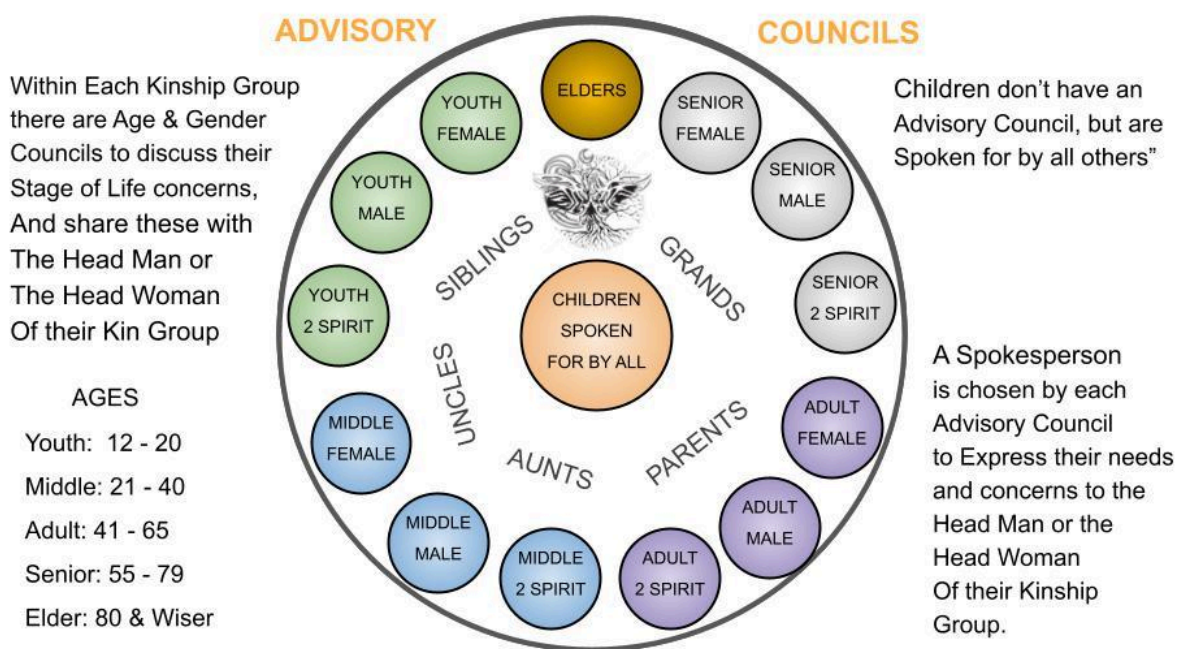 ADVISORY COUNCILS
Within Each Kinship Group
there are Age & Gender
Councils to discuss their
Stage of Life concerns,
And share these with
The Head Man or
The Head Woman
Of their Kin Group
AGES
Youth: 12 - 20
Middle: 21 - 40
Adult: 41 - 65
Senior: 55 - 79
Elder: 80 & Wiser
ELDERS
SENIOR
FEMALE
SENIOR
MALE
SENIOR
2 SPIRIT
ADULT
FEMALE
ADULT
MALE
ADULT
2 SPIRIT
MIDDLE
2 SPIRIT
MIDDLE
MALE
MIDDLE
FEMALE
YOUTH
2 SPIRIT
YOUTH
MALE
YOUTH
FEMALE
SIBLINGS
GRANDS
PARENTS
AUNTS
UNCLES
CHILDREN
SPOKEN
FOR BY ALL
Children don’t have an
Advisory Council, but are
Spoken for by all others”
A Spokesperson
is chosen by each
Advisory Council
to Express their needs
and concerns to the
Head Man or the
Head Woman
Of their Kinship
Group.